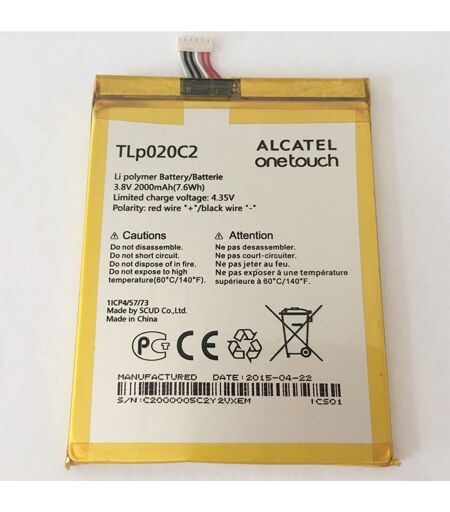 TLp020C2
ALCATEL
onetouch
Li polymer Battery/Batterie
3.8V 2000mAh(7.6Wh)
Limited charge voltage: 4.35V
Polarity: red wire "+"/black wire "-"
Cautions
Do not disassemble.
Do not short circuit.
Do not dispose of in fire.
Do not expose to high
temperature(60°C/140°F).
Attention
Ne pas desassembler.
Ne pas court-circuiter.
Ne pas jeter au feu.
Ne pas exposer à une température
supérieure à 60°C/140°F.
1ICP4/57/73
Made by SCUD Co.,Ltd.
Made in China
PC
CE
MANUFACTURED DATE:2015-04-22
S/N:C2000005C2Y2VXEM
1CS01